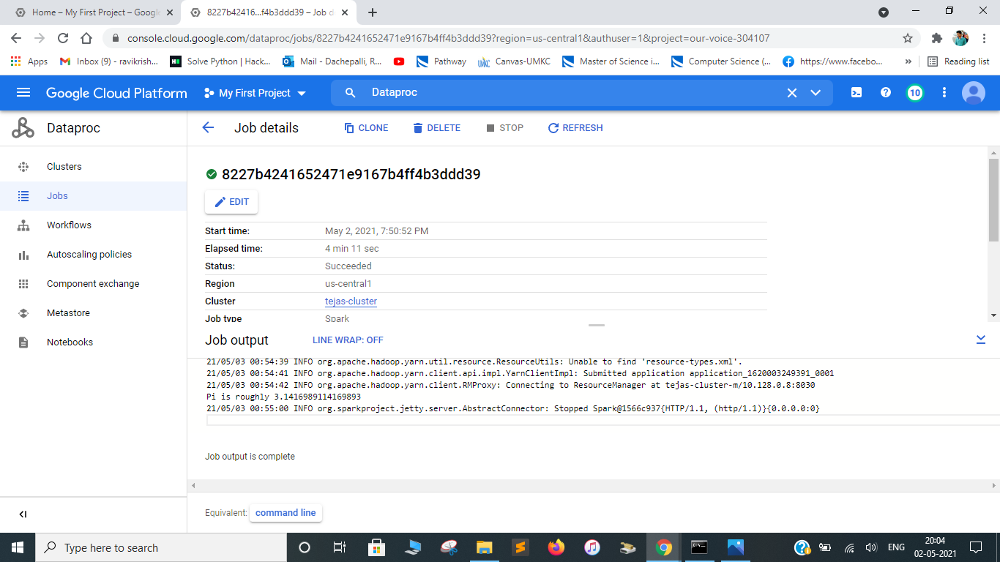 Home – My First Project – Googl
8227b42416...f4b3ddd39 – Job d
console.cloud.google.com/dataproc/jobs/8227b4241652471e9167b4ff4b3ddd39?region=us-central1&authuser=1&project=our-voice-304107
Apps
Inbox (9) - ravikrish...
Solve Python | Hack...
Mail - Dachepalli, R...
Pathway
Canvas-UMKC
Master of Science i...
Computer Science (...
https://www.facebo...
»
Reading list
Google Cloud Platform
My First Project
Dataproc
10
Dataproc
Job details
CLONE
DELETE
STOP
REFRESH
Clusters
Jobs
Workflows
Autoscaling policies
Component exchange
Metastore
Notebooks
8227b4241652471e9167b4ff4b3ddd39
EDIT
Start time: May 2, 2021, 7:50:52 PM
Elapsed time: 4 min 11 sec
Status: Succeeded
Region us-central1
Cluster tejas-cluster
Job type Spark
Job output
LINE WRAP: OFF
21/05/03 00:54:39 INFO org.apache.hadoop.yarn.util.resource.ResourceUtils: Unable to find 'resource-types.xml'.
21/05/03 00:54:41 INFO org.apache.hadoop.yarn.client.api.impl.YarnClientImpl: Submitted application application_1620003249391_0001
21/05/03 00:54:42 INFO org.apache.hadoop.yarn.client.RMProxy: Connecting to ResourceManager at tejas-cluster-m/10.128.0.8:8030
Pi is roughly 3.1416989114169893
21/05/03 00:55:00 INFO org.sparkproject.jetty.server.AbstractConnector: Stopped Spark@1566c937{HTTP/1.1, (http/1.1)}{0.0.0.0:0}
Job output is complete
Equivalent: command line
Type here to search
ENG
20:04
02-05-2021